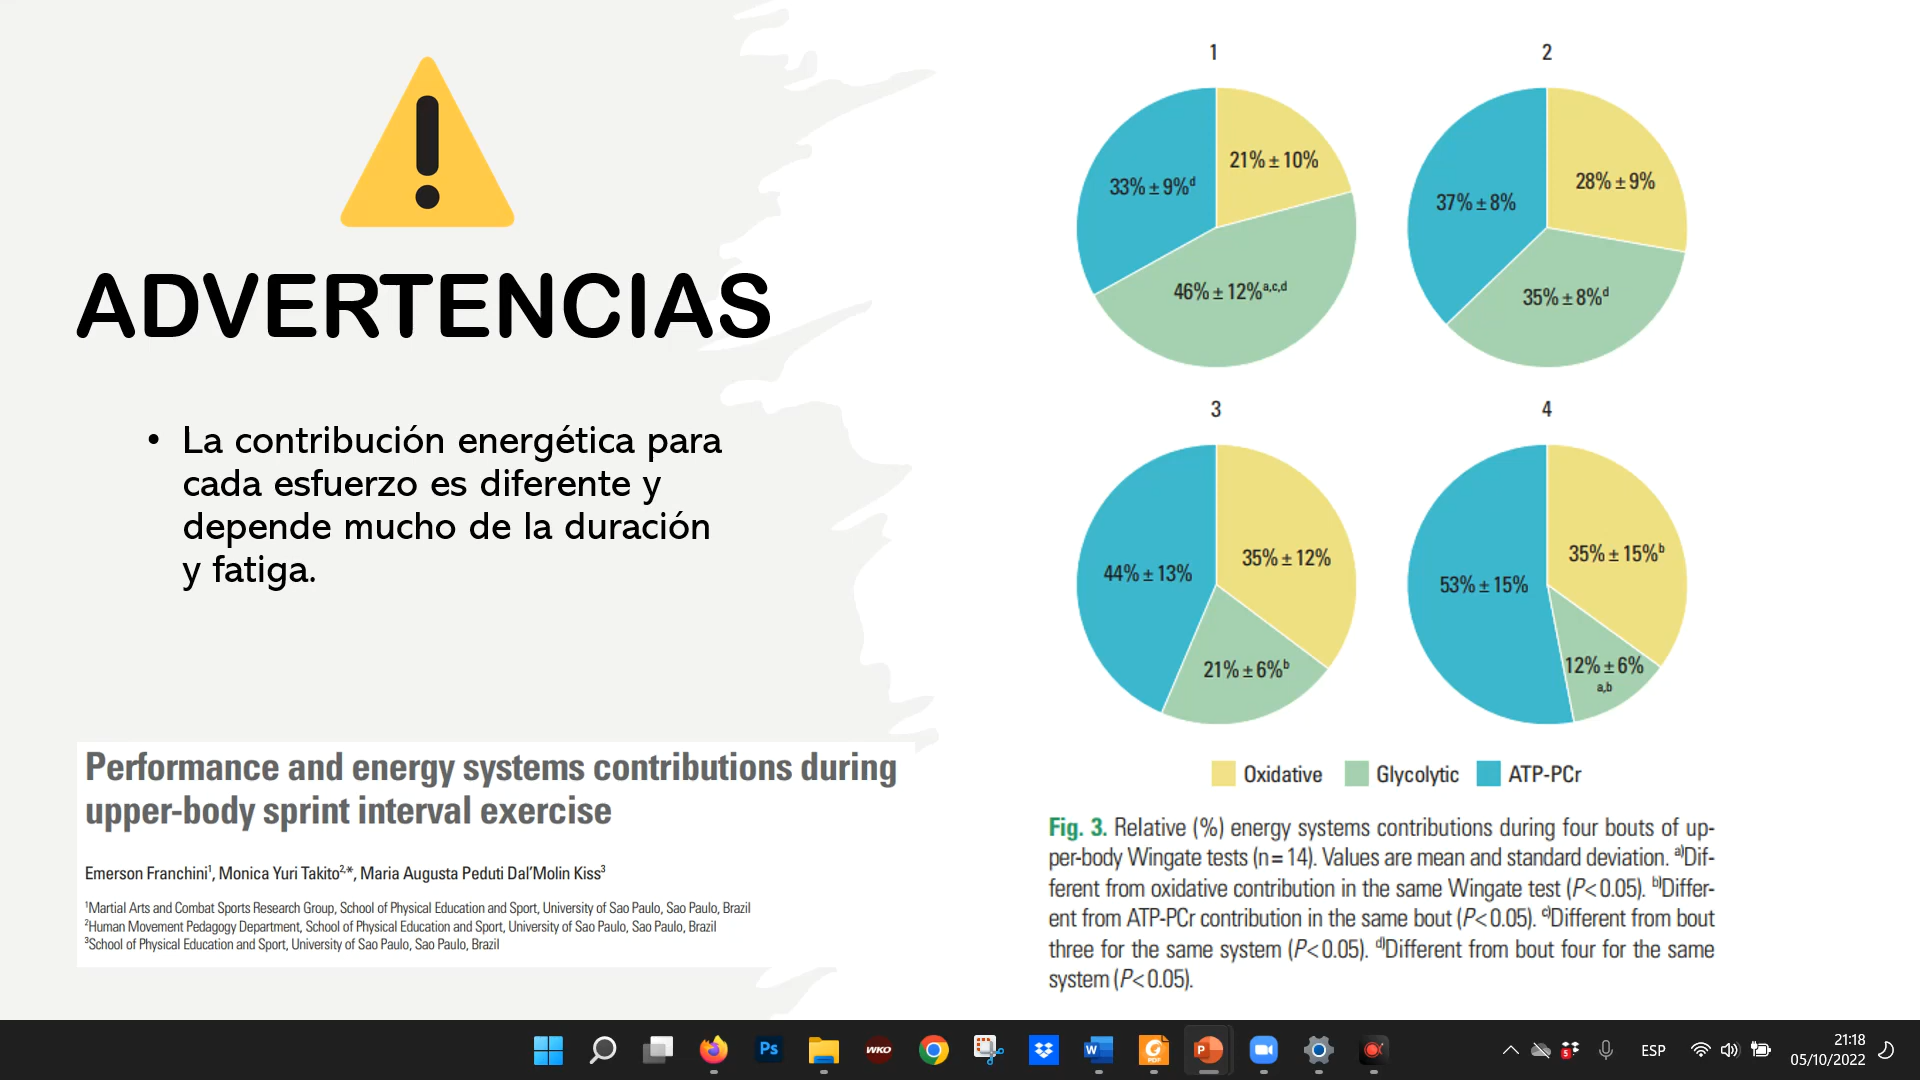 ADVERTENCIAS
• La contribución energética para
cada esfuerzo es diferente y
depende mucho de la duración
y fatiga.
Performance and energy systems contributions during
upper-body sprint interval exercise
Emerson Franchini¹, Monica Yuri Takito²,*, Maria Augusta Peduti Dal’Molin Kiss³
¹Martial Arts and Combat Sports Research Group, School of Physical Education and Sport, University of Sao Paulo, Sao Paulo, Brazil
²Human Movement Pedagogy Department, School of Physical Education and Sport, University of Sao Paulo, Sao Paulo, Brazil
³School of Physical Education and Sport, University of Sao Paulo, Sao Paulo, Brazil
1
21% ± 10%
33% ± 9%ᵈ
46% ± 12%ᵃ,ᶜ,ᵈ
2
28% ± 9%
37% ± 8%
35% ± 8%ᵈ
3
35% ± 12%
44% ± 13%
21% ± 6%ᵇ
4
35% ± 15%ᵇ
53% ± 15%
12% ± 6%
a,b
Oxidative Glycolytic ATP-PCr
Fig. 3. Relative (%) energy systems contributions during four bouts of up-
per-body Wingate tests (n=14). Values are mean and standard deviation. ᵃ⁾Dif-
ferent from oxidative contribution in the same Wingate test (P<0.05). ᵇ⁾Differ-
ent from ATP-PCr contribution in the same bout (P<0.05). ᶜ⁾Different from bout
three for the same system (P<0.05). ᵈ⁾Different from bout four for the same
system (P<0.05).
Ps
WKO
W
PDF
P
5
ESP
21:18
05/10/2022